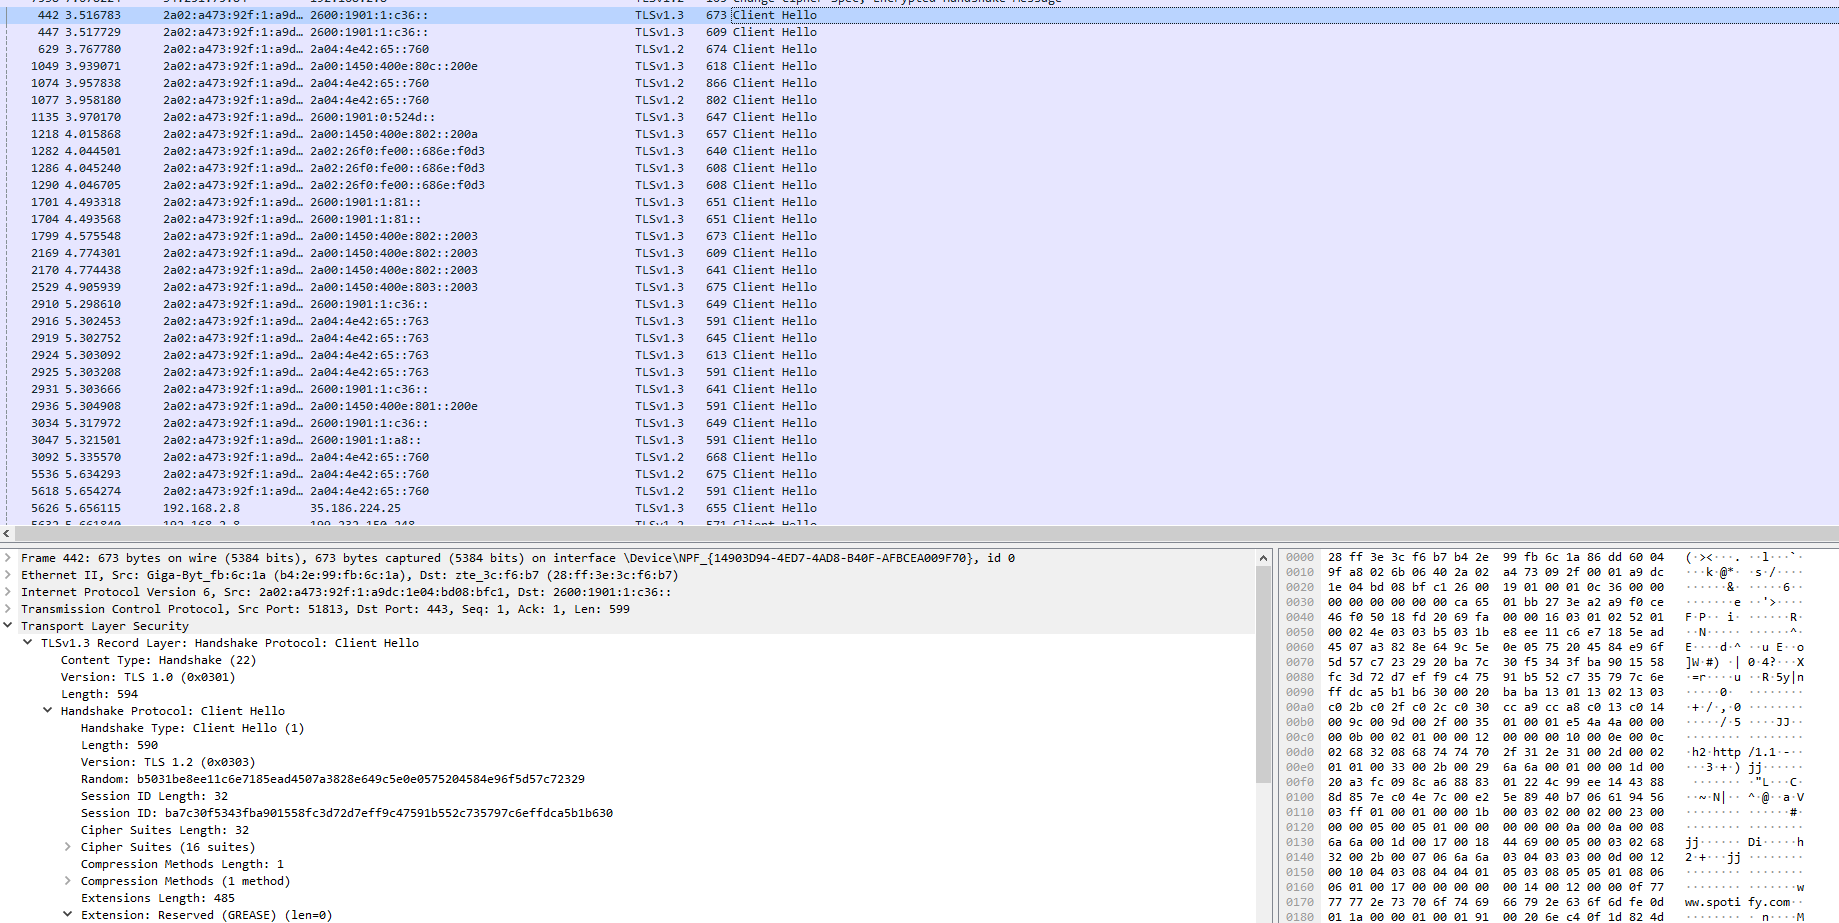 442 3.516783 2a02:a473:92f:1:a9d… 2600:1901:1:c36:: TLSv1.3 673 Client Hello
447 3.517729 2a02:a473:92f:1:a9d… 2600:1901:1:c36:: TLSv1.3 609 Client Hello
629 3.767780 2a02:a473:92f:1:a9d… 2a04:4e42:65::760 TLSv1.2 674 Client Hello
1049 3.939071 2a02:a473:92f:1:a9d… 2a00:1450:400e:80c::200e TLSv1.3 618 Client Hello
1074 3.957838 2a02:a473:92f:1:a9d… 2a04:4e42:65::760 TLSv1.2 866 Client Hello
1077 3.958180 2a02:a473:92f:1:a9d… 2a04:4e42:65::760 TLSv1.2 802 Client Hello
1135 3.970170 2a02:a473:92f:1:a9d… 2600:1901:0:524d:: TLSv1.3 647 Client Hello
1218 4.015868 2a02:a473:92f:1:a9d… 2a00:1450:400e:802::200a TLSv1.3 657 Client Hello
1282 4.044501 2a02:a473:92f:1:a9d… 2a02:26f0:fe00::686e:f0d3 TLSv1.3 640 Client Hello
1286 4.045240 2a02:a473:92f:1:a9d… 2a02:26f0:fe00::686e:f0d3 TLSv1.3 608 Client Hello
1290 4.046705 2a02:a473:92f:1:a9d… 2a02:26f0:fe00::686e:f0d3 TLSv1.3 608 Client Hello
1701 4.493318 2a02:a473:92f:1:a9d… 2600:1901:1:81:: TLSv1.3 651 Client Hello
1704 4.493568 2a02:a473:92f:1:a9d… 2600:1901:1:81:: TLSv1.3 651 Client Hello
1799 4.575548 2a02:a473:92f:1:a9d… 2a00:1450:400e:802::2003 TLSv1.3 673 Client Hello
2169 4.774301 2a02:a473:92f:1:a9d… 2a00:1450:400e:802::2003 TLSv1.3 609 Client Hello
2170 4.774438 2a02:a473:92f:1:a9d… 2a00:1450:400e:802::2003 TLSv1.3 641 Client Hello
2529 4.905939 2a02:a473:92f:1:a9d… 2a00:1450:400e:803::2003 TLSv1.3 675 Client Hello
2910 5.298610 2a02:a473:92f:1:a9d… 2600:1901:1:c36:: TLSv1.3 649 Client Hello
2916 5.302453 2a02:a473:92f:1:a9d… 2a04:4e42:65::763 TLSv1.3 591 Client Hello
2919 5.302752 2a02:a473:92f:1:a9d… 2a04:4e42:65::763 TLSv1.3 645 Client Hello
2924 5.303092 2a02:a473:92f:1:a9d… 2a04:4e42:65::763 TLSv1.3 613 Client Hello
2925 5.303208 2a02:a473:92f:1:a9d… 2a04:4e42:65::763 TLSv1.3 591 Client Hello
2931 5.303666 2a02:a473:92f:1:a9d… 2600:1901:1:c36:: TLSv1.3 641 Client Hello
2936 5.304908 2a02:a473:92f:1:a9d… 2a00:1450:400e:801::200e TLSv1.3 591 Client Hello
3034 5.317972 2a02:a473:92f:1:a9d… 2600:1901:1:c36:: TLSv1.3 649 Client Hello
3047 5.321501 2a02:a473:92f:1:a9d… 2600:1901:1:a8:: TLSv1.3 591 Client Hello
3092 5.335570 2a02:a473:92f:1:a9d… 2a04:4e42:65::760 TLSv1.2 668 Client Hello
5536 5.634293 2a02:a473:92f:1:a9d… 2a04:4e42:65::760 TLSv1.2 675 Client Hello
5618 5.654274 2a02:a473:92f:1:a9d… 2a04:4e42:65::760 TLSv1.2 591 Client Hello
5626 5.656115 192.168.2.8 35.186.224.25 TLSv1.3 655 Client Hello
Frame 442: 673 bytes on wire (5384 bits), 673 bytes captured (5384 bits) on interface \Device\NPF_{14903D94-4ED7-4AD8-B40F-AFBCEA009F70}, id 0
Ethernet II, Src: Giga-Byt_fb:6c:1a (b4:2e:99:fb:6c:1a), Dst: zte_3c:f6:b7 (28:ff:3e:3c:f6:b7)
Internet Protocol Version 6, Src: 2a02:a473:92f:1:a9dc:1e04:bd08:bfc1, Dst: 2600:1901:1:c36::
Transmission Control Protocol, Src Port: 51813, Dst Port: 443, Seq: 1, Ack: 1, Len: 599
Transport Layer Security
TLSv1.3 Record Layer: Handshake Protocol: Client Hello
Content Type: Handshake (22)
Version: TLS 1.0 (0x0301)
Length: 594
Handshake Protocol: Client Hello
Handshake Type: Client Hello (1)
Length: 590
Version: TLS 1.2 (0x0303)
Random: b5031be8ee11c6e7185ead4507a3828e649c5e0e0575204584e96f5d57c72329
Session ID Length: 32
Session ID: ba7c30f5343fba901558fc3d72d7eff9c47591b552c735797c6effdca5b1b630
Cipher Suites Length: 32
Cipher Suites (16 suites)
Compression Methods Length: 1
Compression Methods (1 method)
Extensions Length: 485
Extension: Reserved (GREASE) (len=0)
0000 28 ff 3e 3c f6 b7 b4 2e 99 fb 6c 1a 86 dd 60 04
0010 9f a8 02 6b 06 40 2a 02 a4 73 09 2f 00 01 a9 dc
0020 1e 04 bd 08 bf c1 26 00 19 01 00 01 0c 36 00 00
0030 00 00 00 00 00 00 ca 65 01 bb 27 3e a2 a9 f0 ce
0040 46 f0 50 18 fd 20 69 fa 00 00 16 03 01 02 52 01
0050 00 02 4e 03 03 b5 03 1b e8 ee 11 c6 e7 18 5e ad
0060 45 07 a3 82 8e 64 9c 5e 0e 05 75 20 45 84 e9 6f
0070 5d 57 c7 23 29 20 ba 7c 30 f5 34 3f ba 90 15 58
0080 fc 3d 72 d7 ef f9 c4 75 91 b5 52 c7 35 79 7c 6e
0090 ff dc a5 b1 b6 30 00 20 ba ba 13 01 13 02 13 03
00a0 c0 2b c0 2f c0 2c c0 30 cc a9 cc a8 c0 13 c0 14
00b0 00 9c 00 9d 00 2f 00 35 01 00 01 e5 4a 4a 00 00
00c0 00 0b 00 02 01 00 00 12 00 00 00 10 00 0e 00 0c
00d0 02 68 32 08 68 74 74 70 2f 31 2e 31 00 2d 00 02
00e0 01 01 00 33 00 2b 00 29 6a 6a 00 01 00 00 1d 00
00f0 20 a3 fc 09 8c a6 88 83 01 22 4c 99 ee 14 43 88
0100 8d 85 7e c0 4e 7c 00 e2 5e 89 40 b7 06 61 94 56
0110 03 ff 01 00 01 00 00 1b 00 03 02 00 02 00 23 00
0120 00 00 05 00 05 01 00 00 00 00 00 0a 00 0a 00 08
0130 6a 6a 00 1d 00 17 00 18 44 69 00 05 00 03 02 68
0140 32 00 2b 00 07 06 6a 6a 03 04 03 03 00 0d 00 12
0150 00 10 04 03 08 04 04 01 05 03 08 05 05 01 08 06
0160 06 01 00 17 00 00 00 00 00 14 00 12 00 00 0f 77
0170 77 77 2e 73 70 6f 74 69 66 79 2e 63 6f 6d fe 0d
0180 01 1a 00 00 01 00 01 91 00 20 6e c4 0f 1d 82 4d